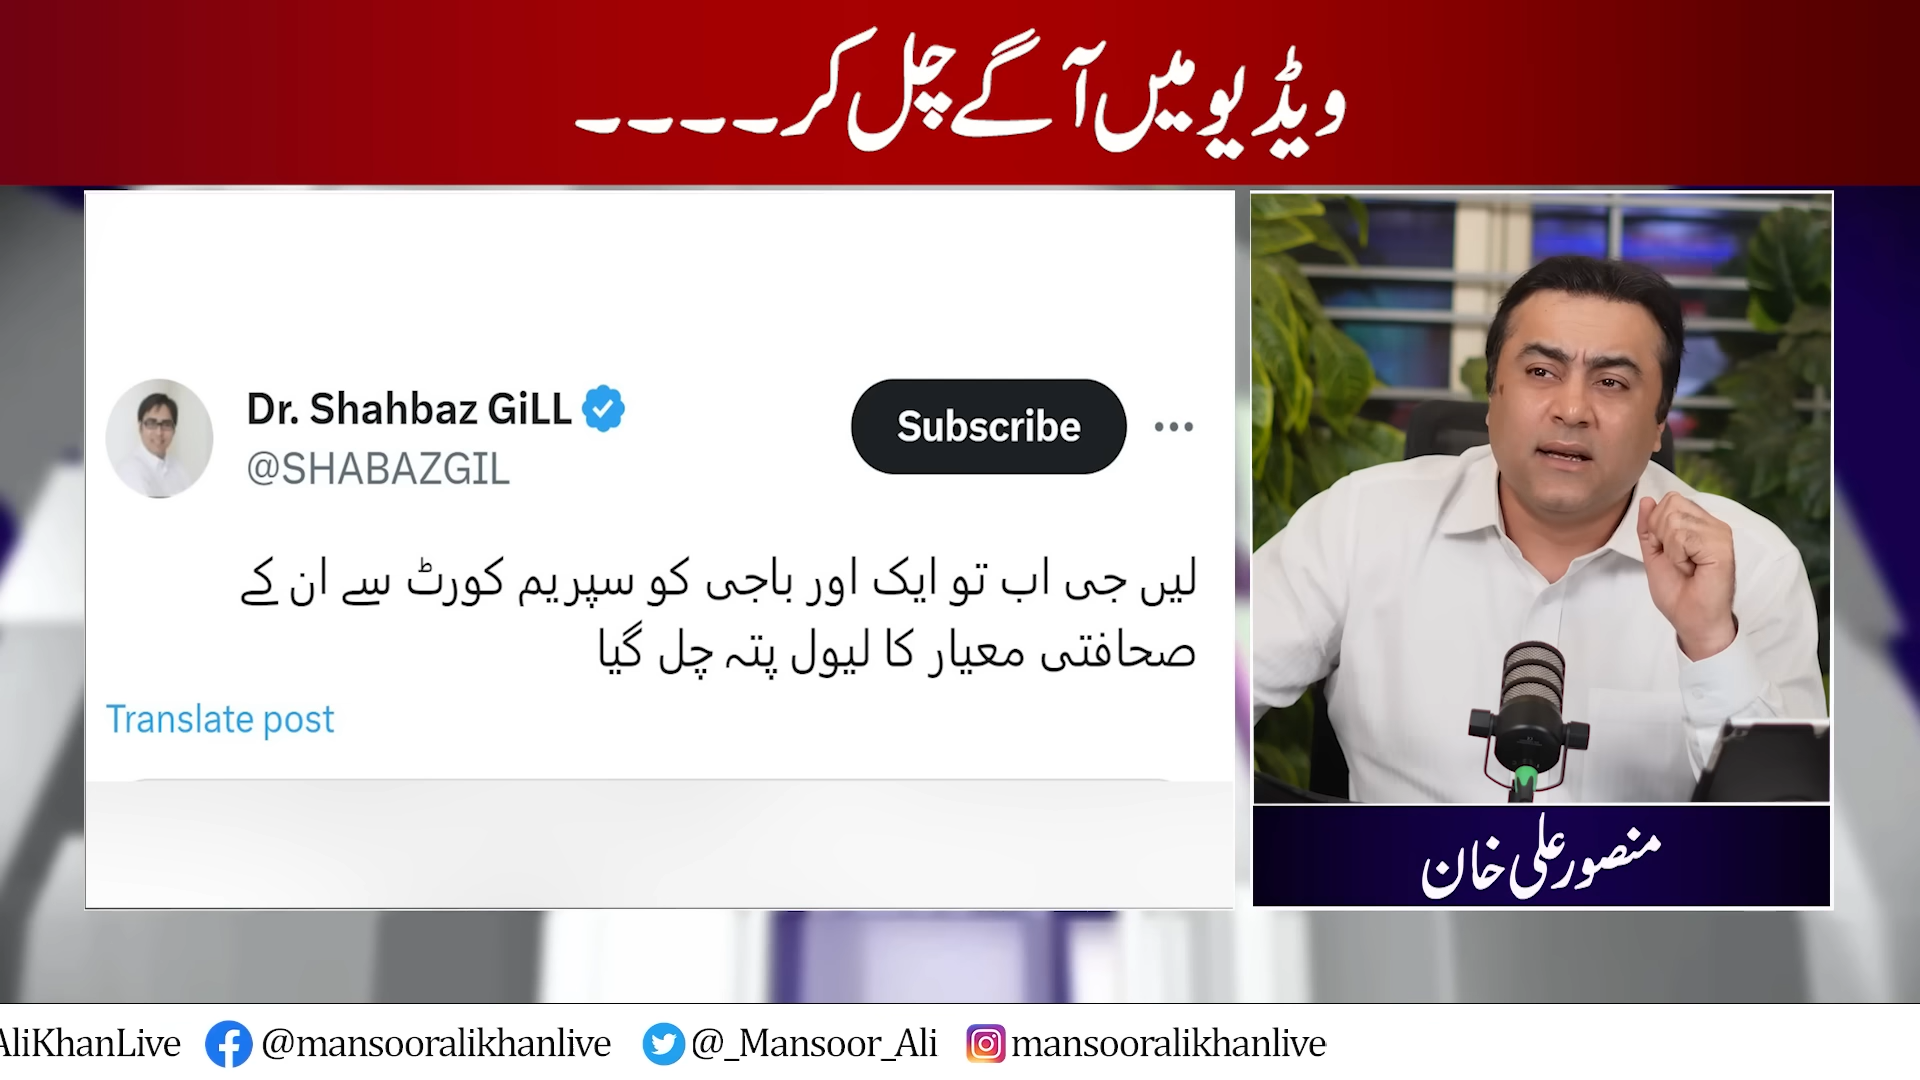 ویڈیو میں آگے چل کر۔۔۔۔
Dr. Shahbaz GiLL
@SHABAZGIL
Subscribe
لیں جی اب تو ایک اور باجی کو سپریم کورٹ سے ان کے
صحافتی معیار کا لیول پتہ چل گیا
Translate post
منصور علی خان
AliKhanLive @mansooralikhanlive @_Mansoor_Ali mansooralikhanlive